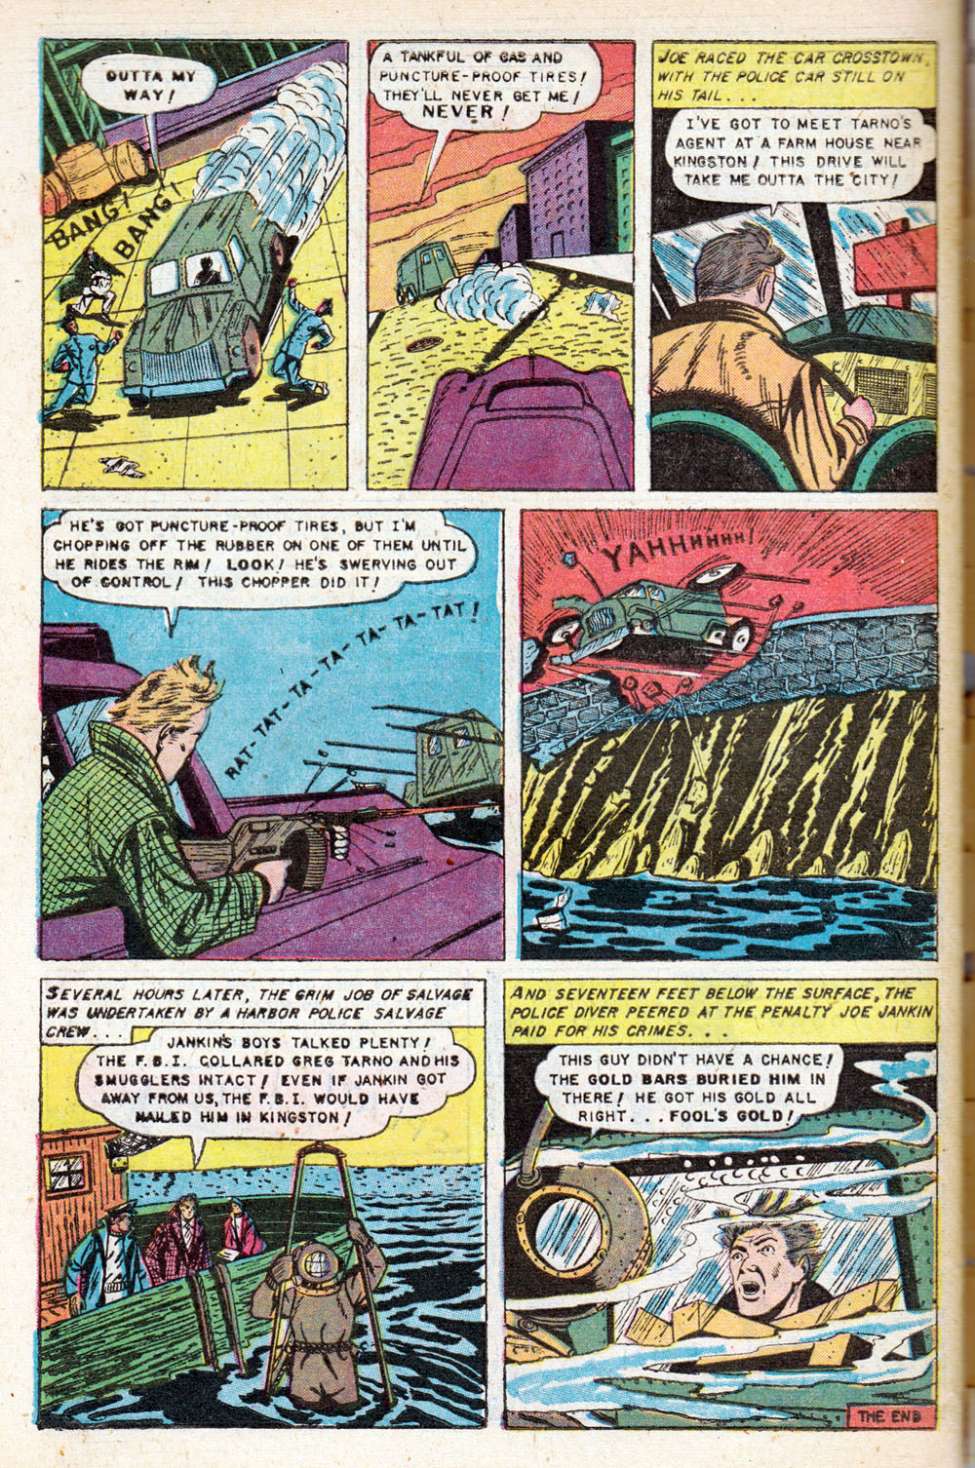 OUTTA MY
WAY!
BANG!
BANG!
A TANKFUL OF GAS AND
PUNCTURE-PROOF TIRES!
THEY'LL NEVER GET ME!
NEVER!
JOE RACED THE CAR CROSSTOWN,
WITH THE POLICE CAR STILL ON
HIS TAIL...
I'VE GOT TO MEET TARNO'S
AGENT AT A FARM HOUSE NEAR
KINGSTON! THIS DRIVE WILL
TAKE ME OUTTA THE CITY!
HE'S GOT PUNCTURE-PROOF TIRES, BUT I'M
CHOPPING OFF THE RUBBER ON ONE OF THEM UNTIL
HE RIDES THE RIM! LOOK! HE'S SWERVING OUT
OF CONTROL! THIS CHOPPER DID IT!
RAT-TAT-TA-TA-TA-TA-TAT!
YAHHHHHHH!
SEVERAL HOURS LATER, THE GRIM JOB OF SALVAGE
WAS UNDERTAKEN BY A HARBOR POLICE SALVAGE
CREW...
JANKIN'S BOYS TALKED PLENTY!
THE F.B.I. COLLARED GREG TARNO AND HIS
SMUGGLERS INTACT! EVEN IF JANKIN GOT
AWAY FROM US, THE F.B.I. WOULD HAVE
NAILED HIM IN KINGSTON!
AND SEVENTEEN FEET BELOW THE SURFACE, THE
POLICE DIVER PEERED AT THE PENALTY JOE JANKIN
PAID FOR HIS CRIMES...
THIS GUY DIDN'T HAVE A CHANCE!
THE GOLD BARS BURIED HIM IN
THERE! HE GOT HIS GOLD ALL
RIGHT... FOOL'S GOLD!
THE END